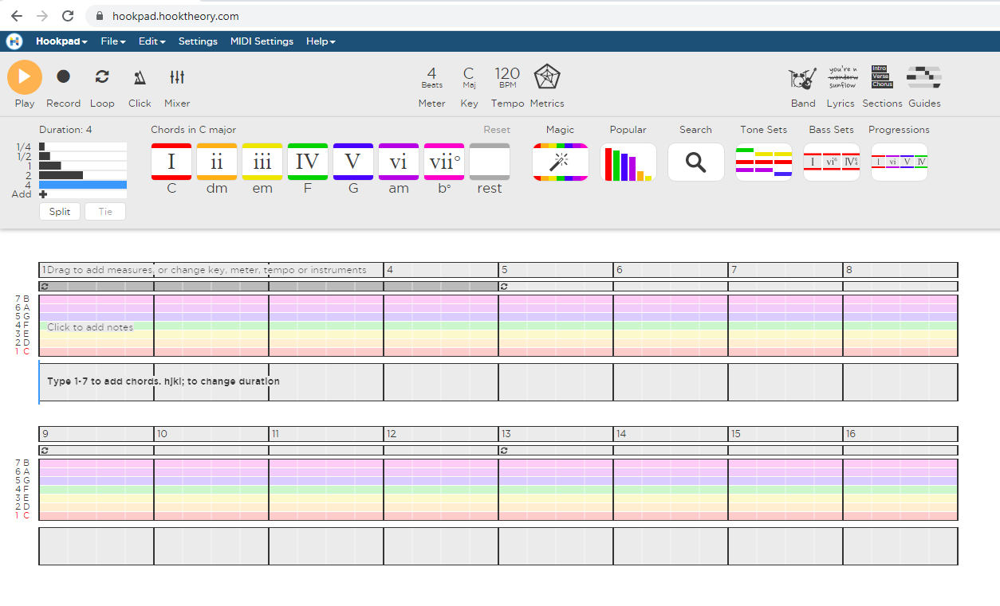 hookpad.hooktheory.com
Hookpad File Edit Settings MIDI Settings Help
4 C 120
Beats Maj BPM
you're n
wonderw
sunflow
Intro
Verse
Chorus
Play Record Loop Click Mixer Meter Key Tempo Metrics Band Lyrics Sections Guides
Duration: 4 Chords in C major Reset Magic Popular Search Tone Sets Bass Sets Progressions
1/4
1/2
1
2
4
Add
I ii iii IV V vi vii°
C dm em F G am b° rest
I vi⁶ IV⁶₄
I vi V IV
Split Tie
1 Drag to add measures, or change key, meter, tempo or instruments 4 5 6 7 8
7 B
6 A
5 G
4 F Click to add notes
3 E
2 D
1 C
Type 1-7 to add chords. hjkl; to change duration
9 10 11 12 13 14 15 16
7 B
6 A
5 G
4 F
3 E
2 D
1 C